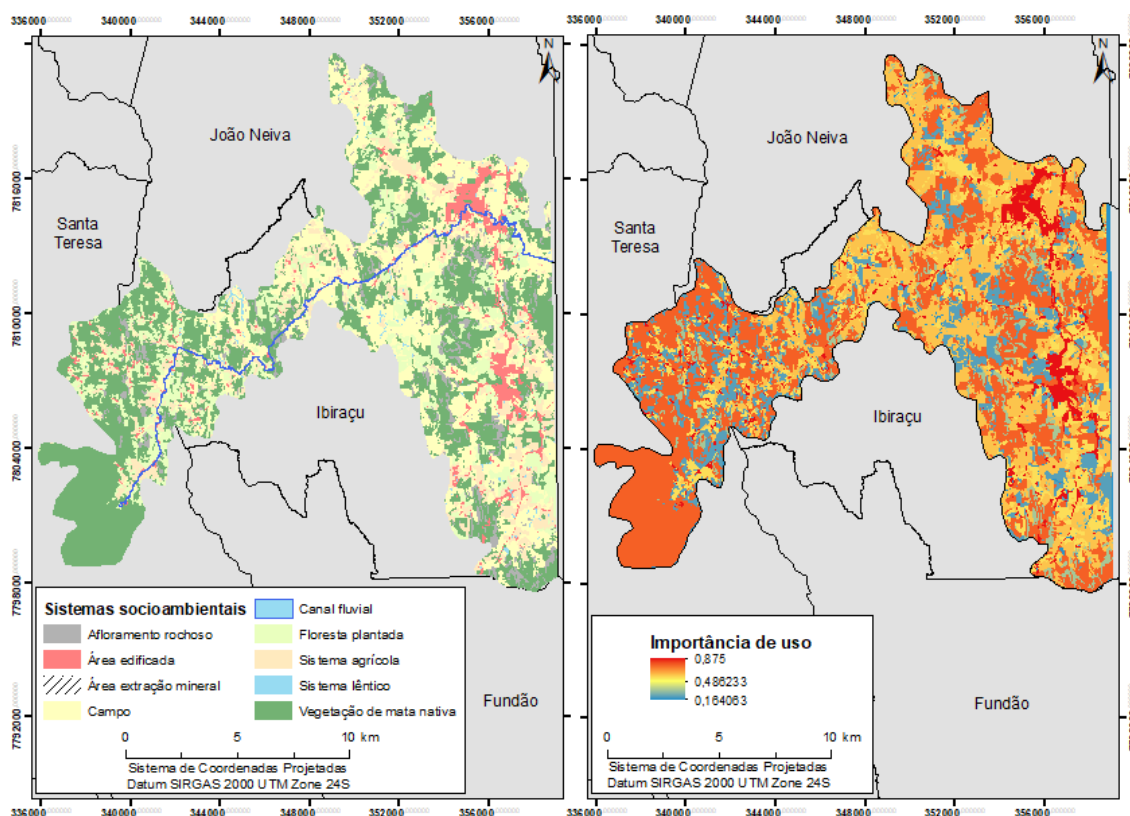 336000 340000 344000 348000 352000 356000
N
João Neiva
Santa
Teresa
Ibiraçu
Fundão
7816000
7810000
7804000
7798000
7792000
Sistemas socioambientais
Afloramento rochoso
Área edificada
Área extração mineral
Campo
Canal fluvial
Floresta plantada
Sistema agrícola
Sistema lêntico
Vegetação de mata nativa
0 5 10 km
Sistema de Coordenadas Projetadas
Datum SIRGAS 2000 UTM Zone 24S
336000 340000 344000 348000 352000 356000
336000 340000 344000 348000 352000 356000
N
João Neiva
Santa
Teresa
Ibiraçu
Fundão
Importância de uso
0,875
0,486233
0,164063
0 5 10 km
Sistema de Coordenadas Projetadas
Datum SIRGAS 2000 UTM Zone 24S
336000 340000 344000 348000 352000 356000